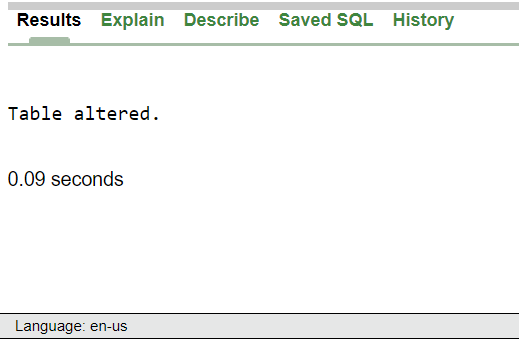 Results Explain Describe Saved SQL History
Table altered.
0.09 seconds
Language: en-us